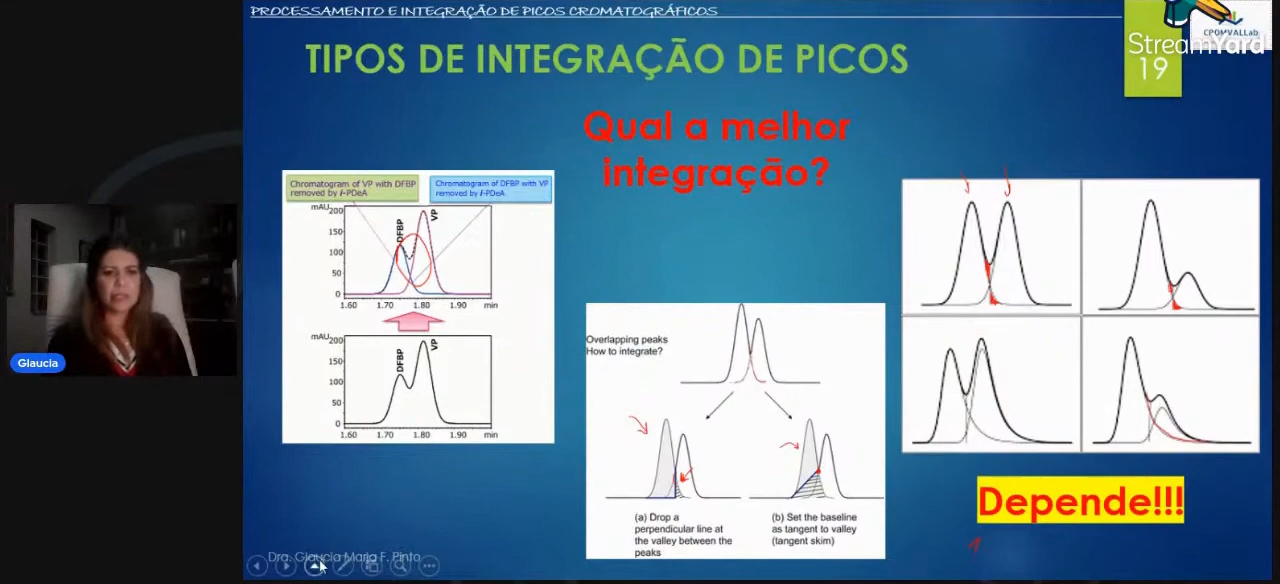 PROCESSAMENTO E INTEGRAÇÃO DE PICOS CROMATOGRÁFICOS
CPOMVALLab
StreamYard
19
TIPOS DE INTEGRAÇÃO DE PICOS
Qual a melhor
integração?
Chromatogram of VP with DFBP
removed by i-PDeA
Chromatogram of DFBP with VP
removed by i-PDeA
mAU
200
150
100
50
0
DFBP
VP
1.60 1.70 1.80 1.90 min
mAU
200
150
100
50
0
DFBP
VP
1.60 1.70 1.80 1.90 min
Overlapping peaks
How to integrate?
(a) Drop a
perpendicular line at
the valley between the
peaks
(b) Set the baseline
as tangent to valley
(tangent skim)
Depende!!!
Glaucia
Dra. Glaucia Maria F. Pinto